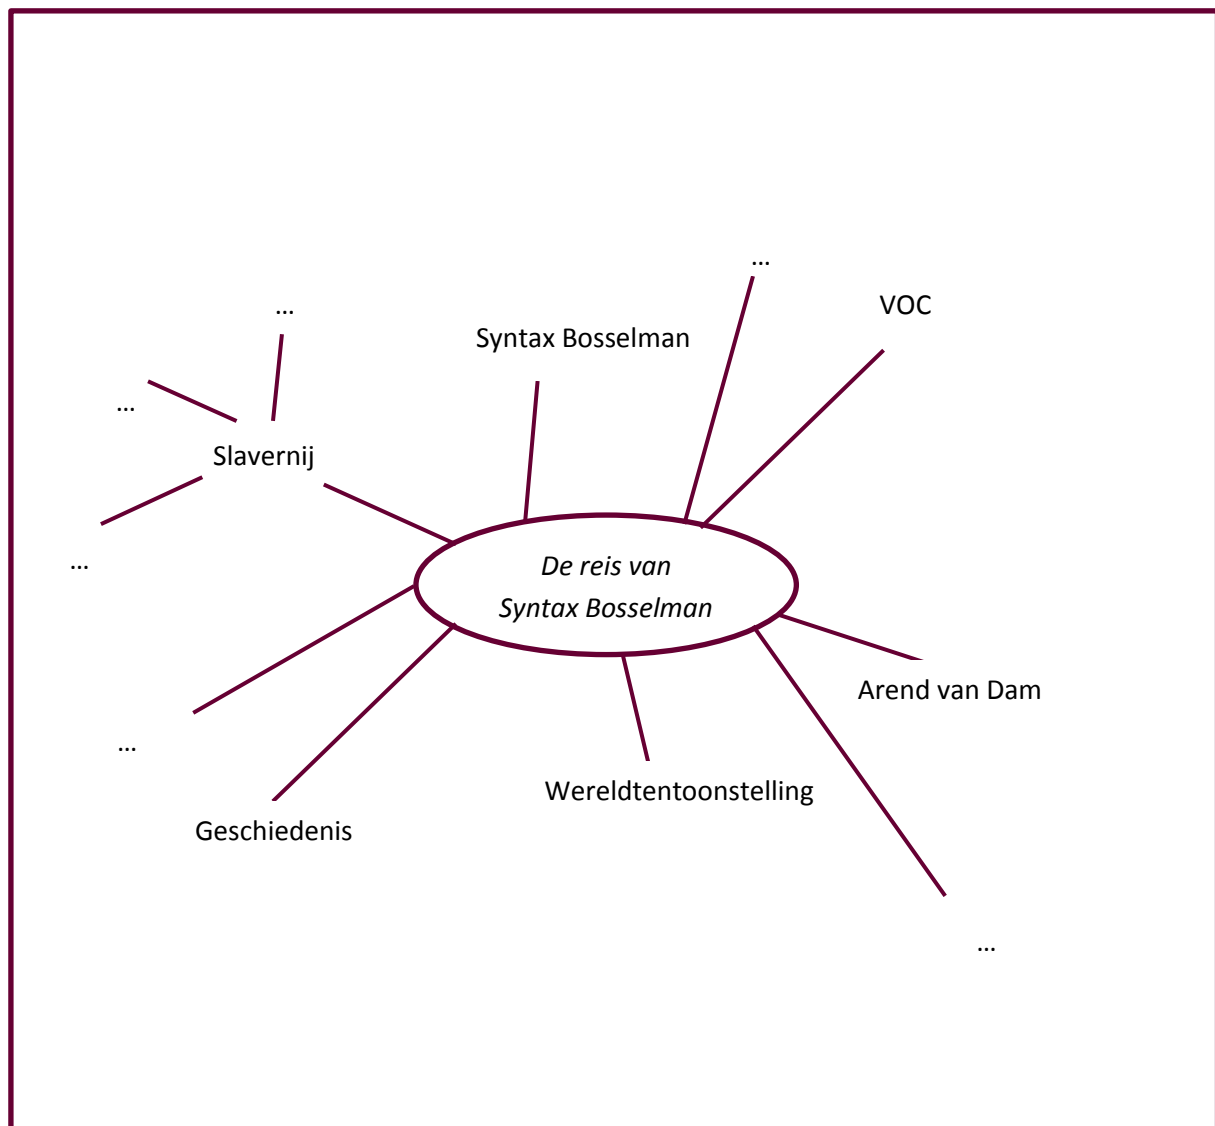 ...
VOC
...
Syntax Bosselman
...
Slavernij
...
De reis van
Syntax Bosselman
Arend van Dam
...
Wereldtentoonstelling
Geschiedenis
...